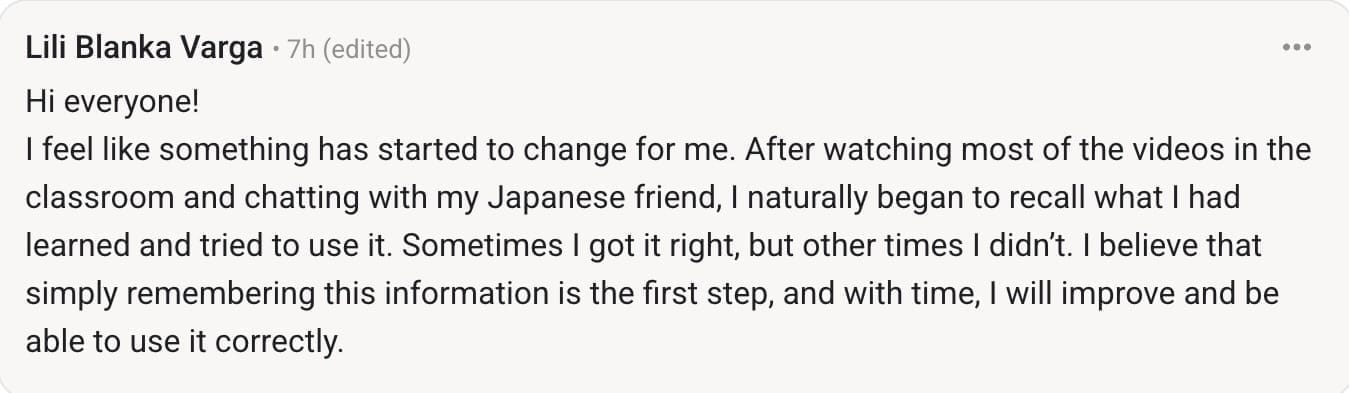 Lili Blanka Varga • 7h (edited)
Hi everyone!
I feel like something has started to change for me. After watching most of the videos in the
classroom and chatting with my Japanese friend, I naturally began to recall what I had
learned and tried to use it. Sometimes I got it right, but other times I didn’t. I believe that
simply remembering this information is the first step, and with time, I will improve and be
able to use it correctly.